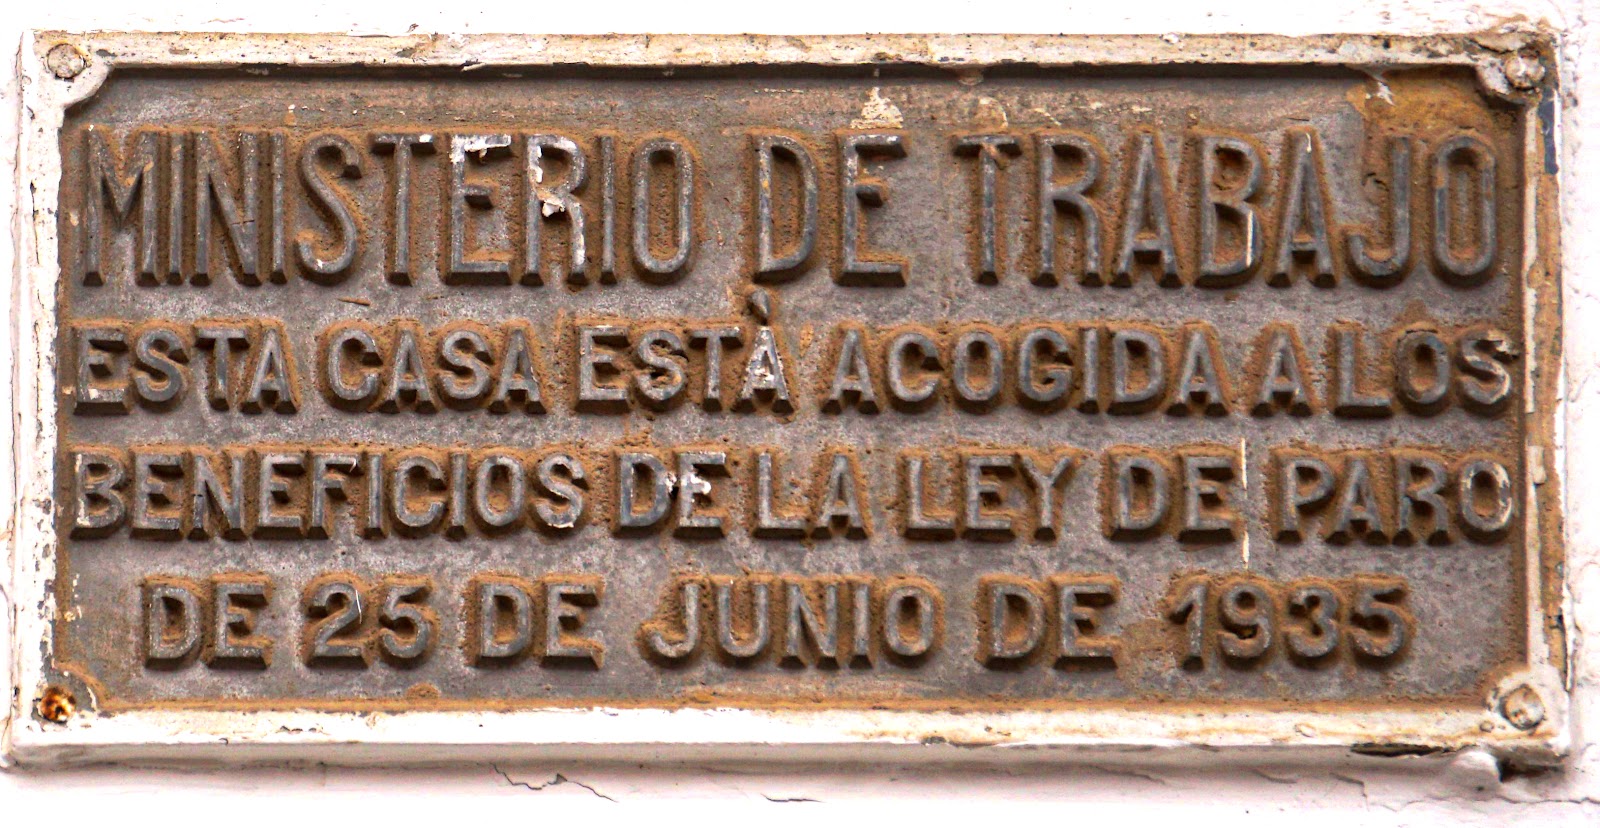 MINISTERIO DE TRABAJO
ESTA CASA ESTÀ ACOGIDA A LOS
BENEFICIOS DE LA LEY DE PARO
DE 25 DE JUNIO DE 1935